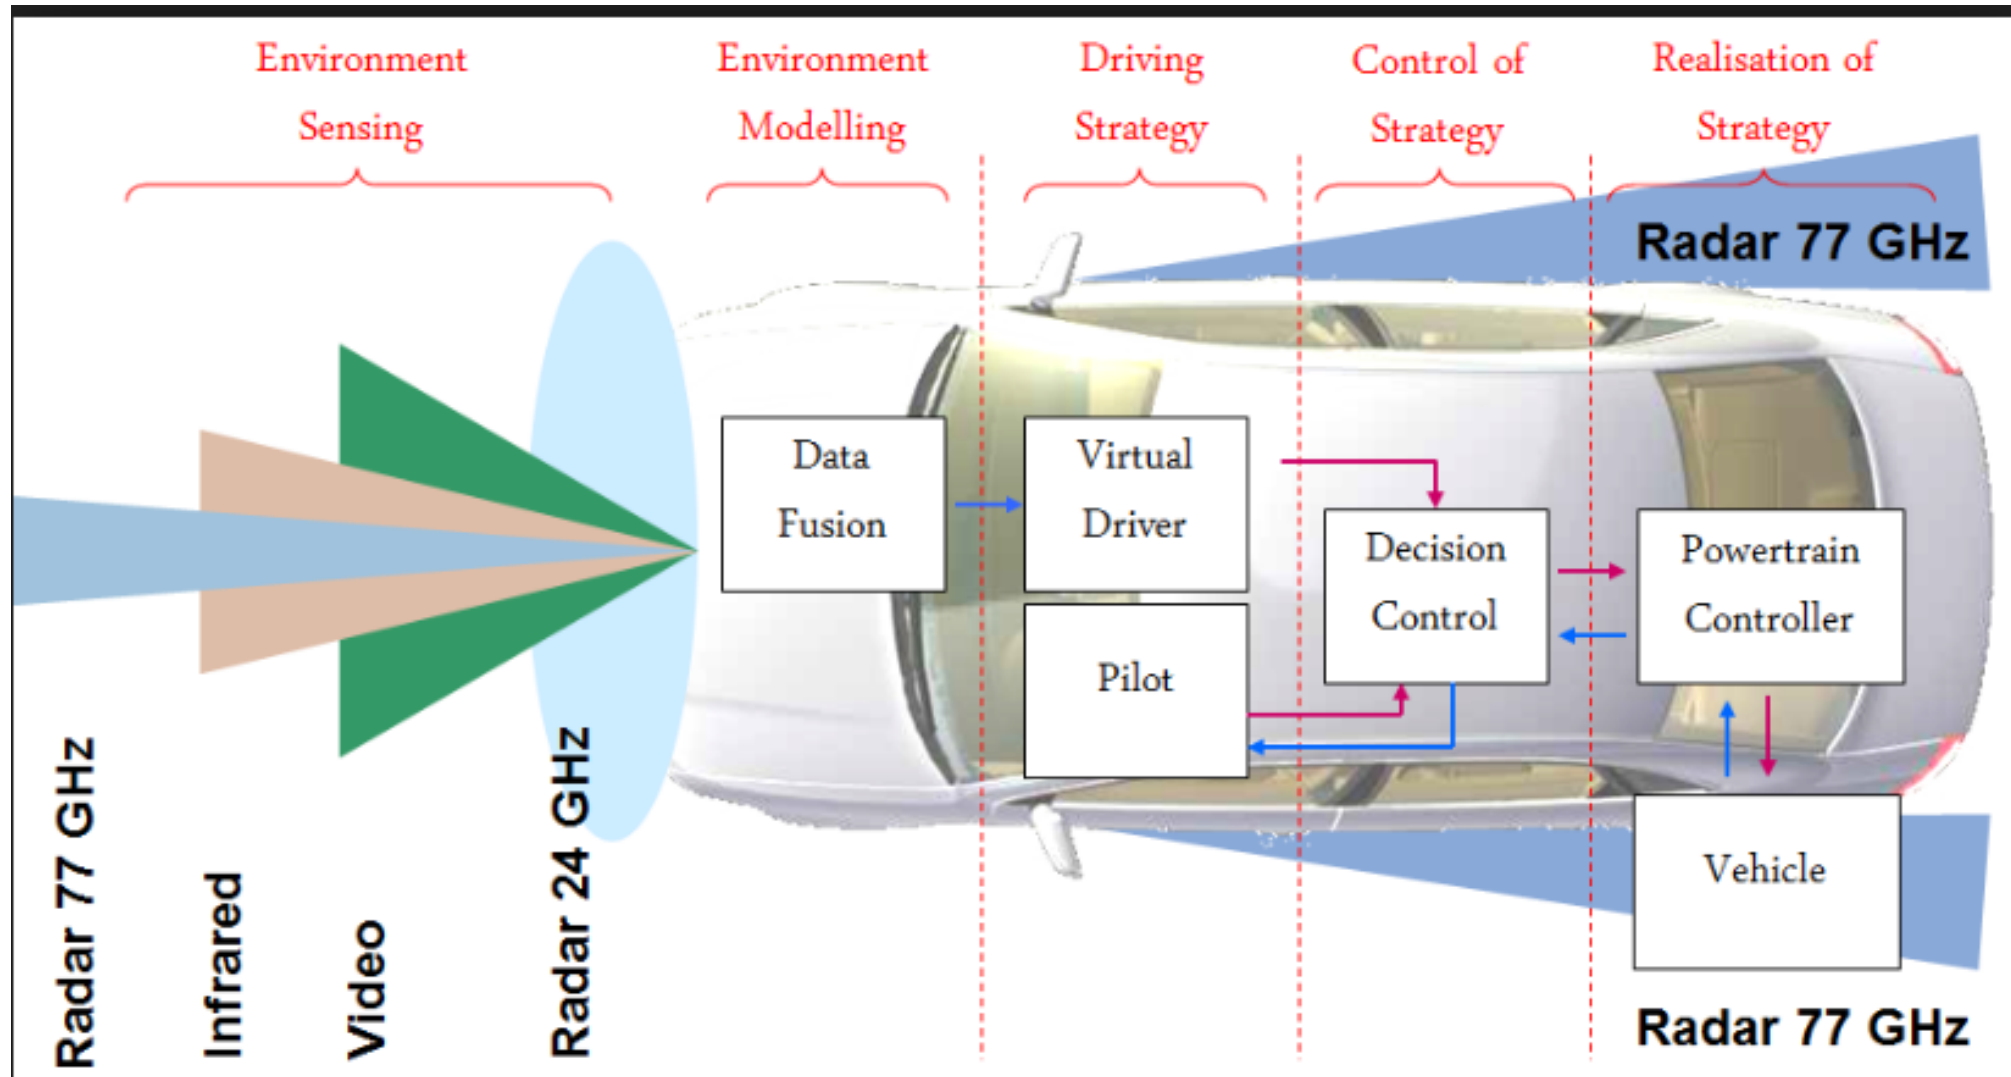 Environment
Sensing
Environment
Modelling
Driving
Strategy
Control of
Strategy
Realisation of
Strategy
Radar 77 GHz
Data
Fusion
Virtual
Driver
Decision
Control
Powertrain
Controller
Pilot
Vehicle
Radar 77 GHz
Infrared
Video
Radar 24 GHz
Radar 77 GHz